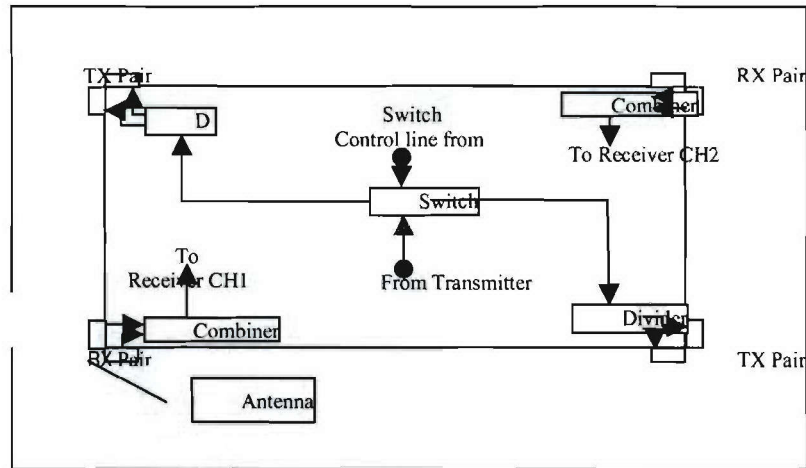 TX Pair
RX Pair
D
Switch
Control line from
Combiner
To Receiver CH2
Switch
To
Receiver CH1
From Transmitter
Combiner
Divider
RX Pair
TX Pair
Antenna